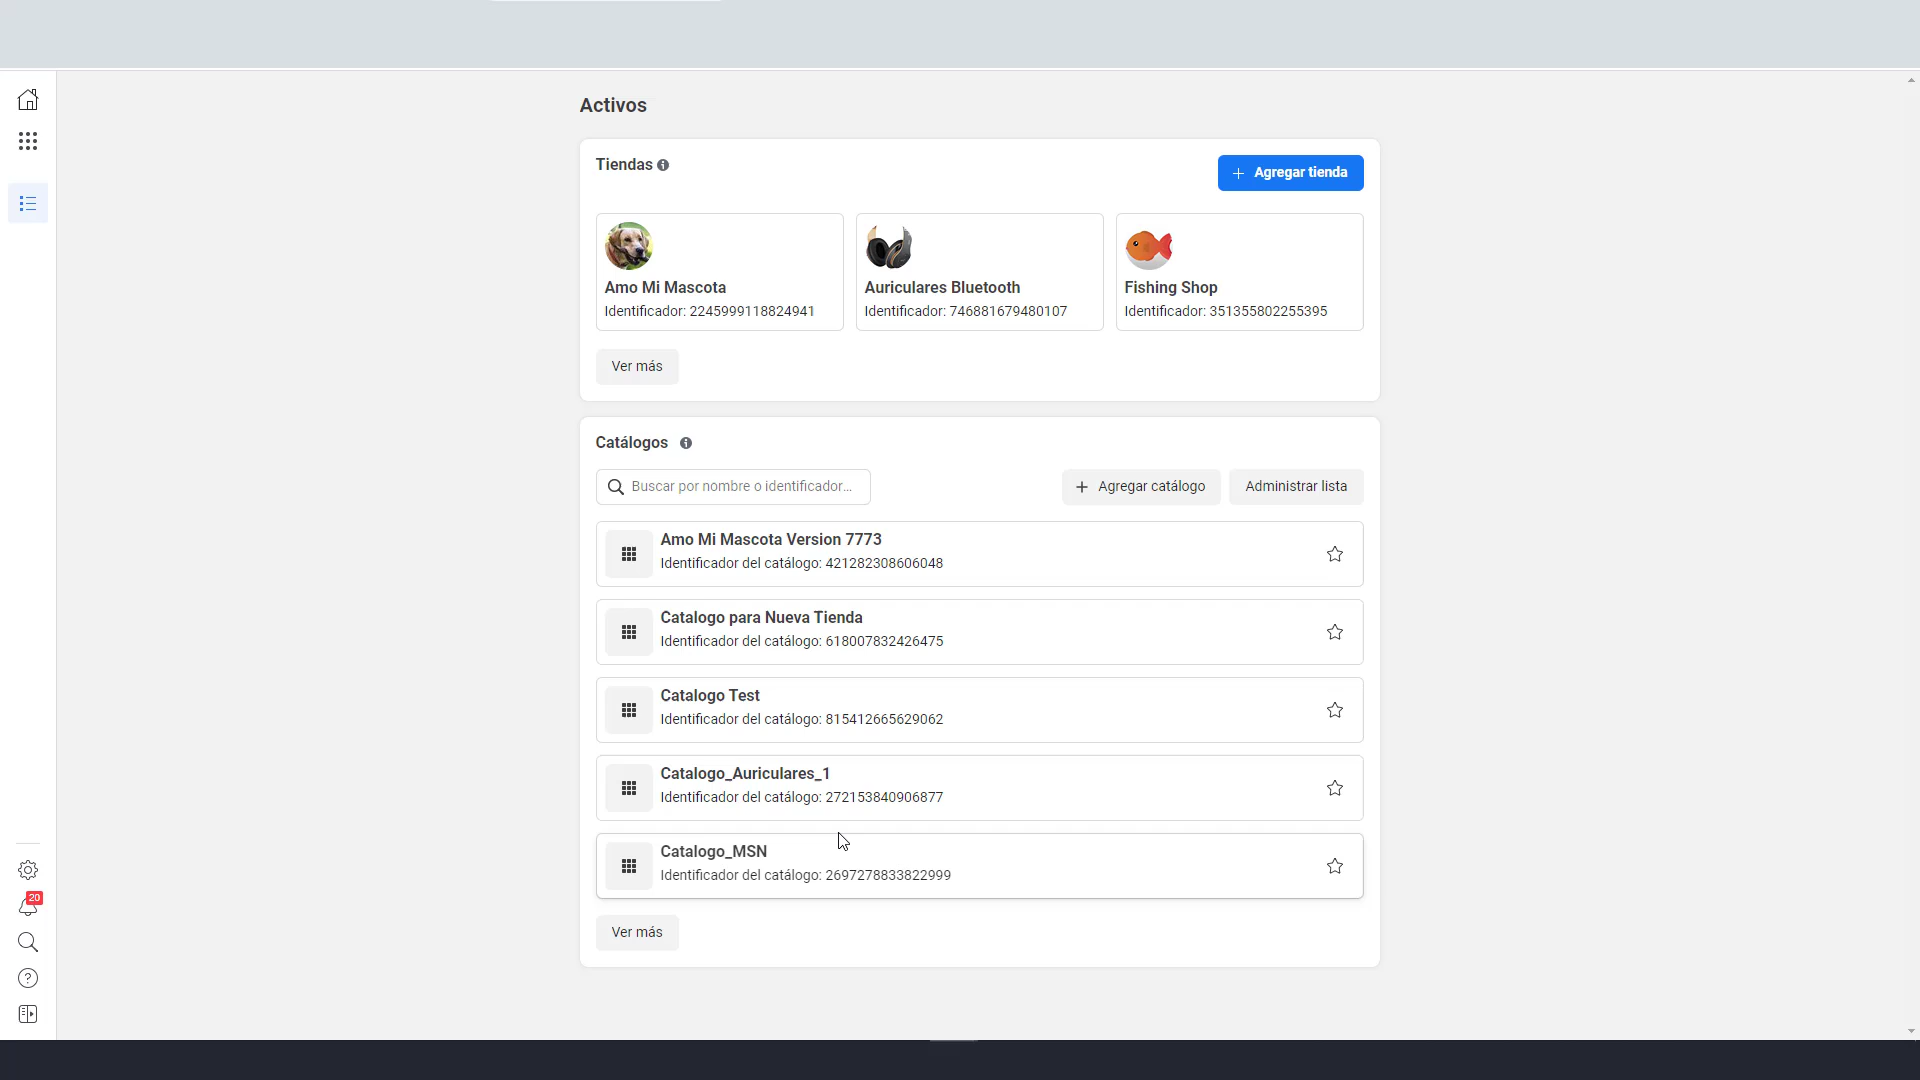 Activos
Tiendas
Agregar tienda
Amo Mi Mascota
Identificador: 2245999118824941
Auriculares Bluetooth
Identificador: 746881679480107
Fishing Shop
Identificador: 351355802255395
Ver más
Catálogos
Buscar por nombre o identificador...
Agregar catálogo
Administrar lista
Amo Mi Mascota Version 7773
Identificador del catálogo: 421282308606048
Catalogo para Nueva Tienda
Identificador del catálogo: 618007832426475
Catalogo Test
Identificador del catálogo: 815412665629062
Catalogo_Auriculares_1
Identificador del catálogo: 272153840906877
Catalogo_MSN
Identificador del catálogo: 2697278833822999
Ver más
20